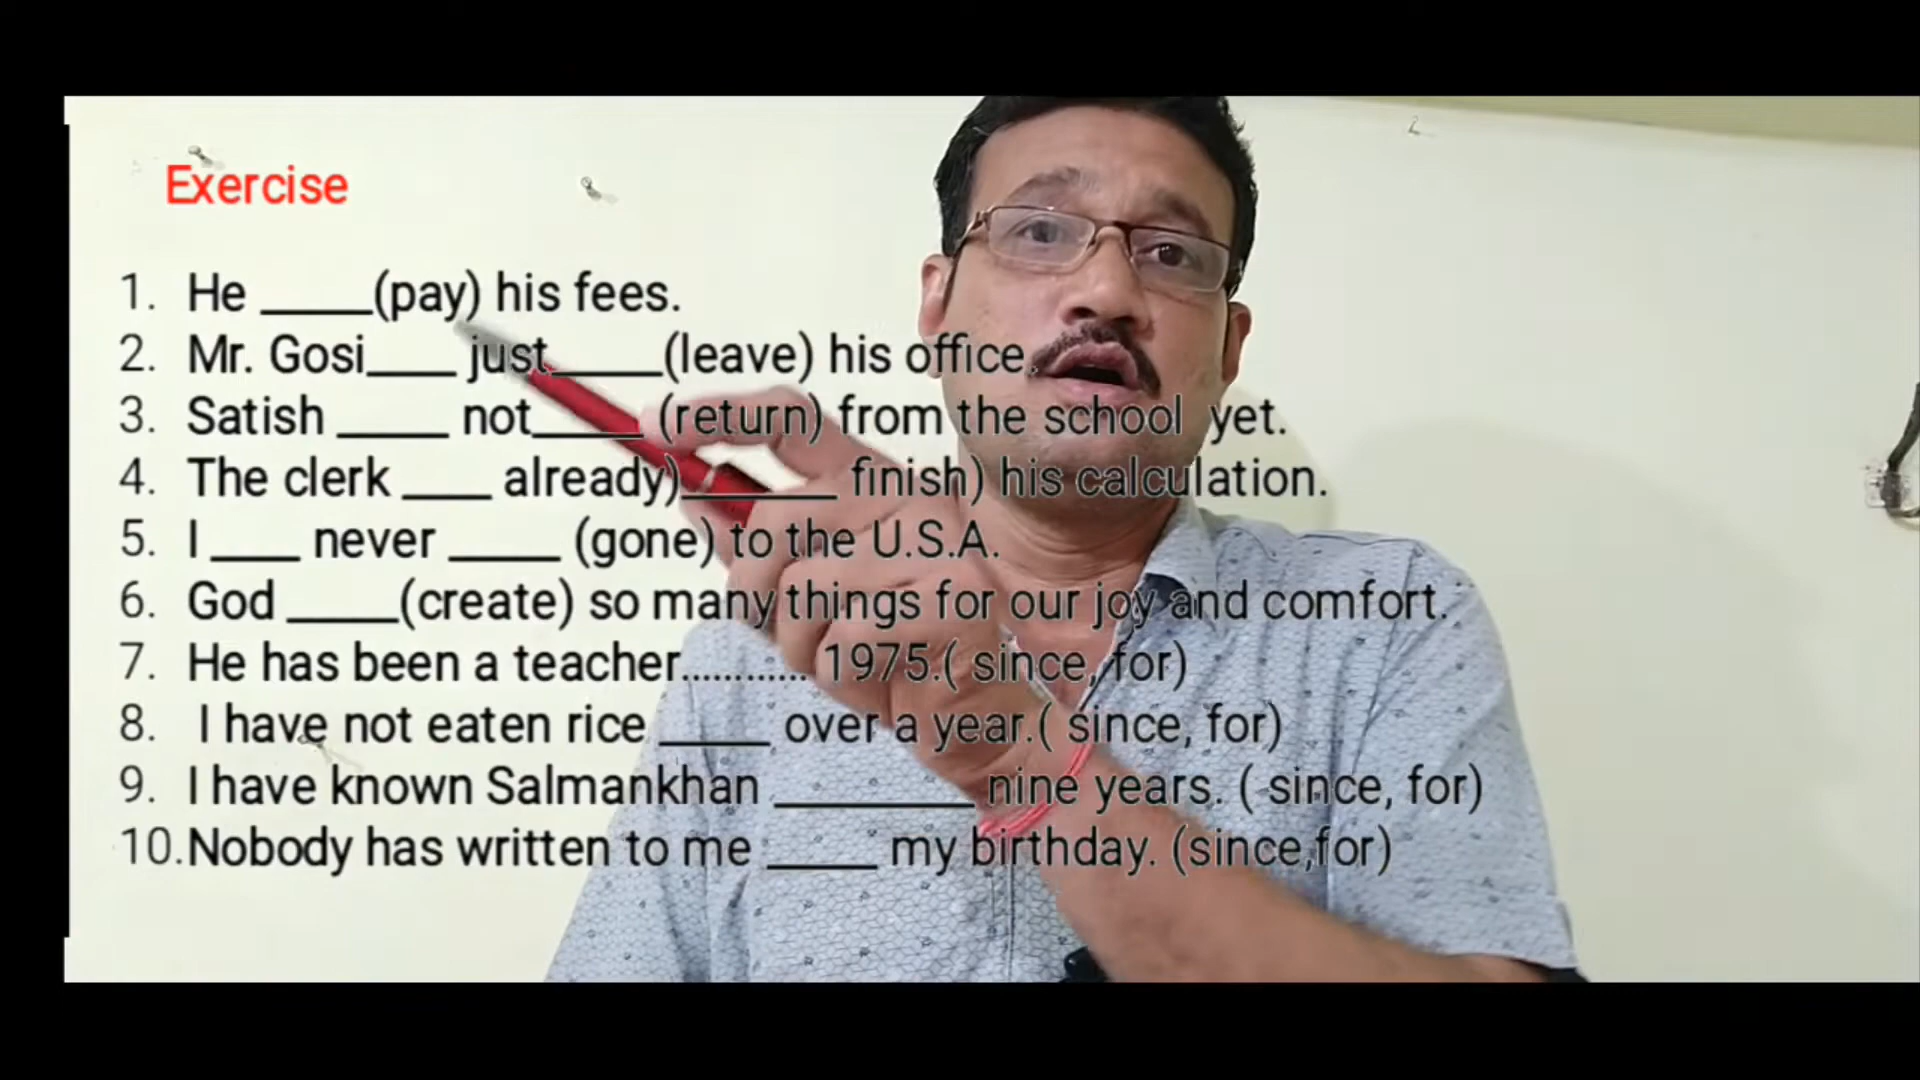 Exercise
1. He _____(pay) his fees.
2. Mr. Gosi____ just_____(leave) his office.
3. Satish _____ not_____ (return) from the school yet.
4. The clerk ____ already)_______ finish) his calculation.
5. I ____ never _____ (gone) to the U.S.A.
6. God _____(create) so many things for our joy and comfort.
7. He has been a teacher............ 1975.( since, for)
8. I have not eaten rice _____ over a year.( since, for)
9. I have known Salmankhan _________ nine years. ( since, for)
10.Nobody has written to me _____ my birthday. (since,for)